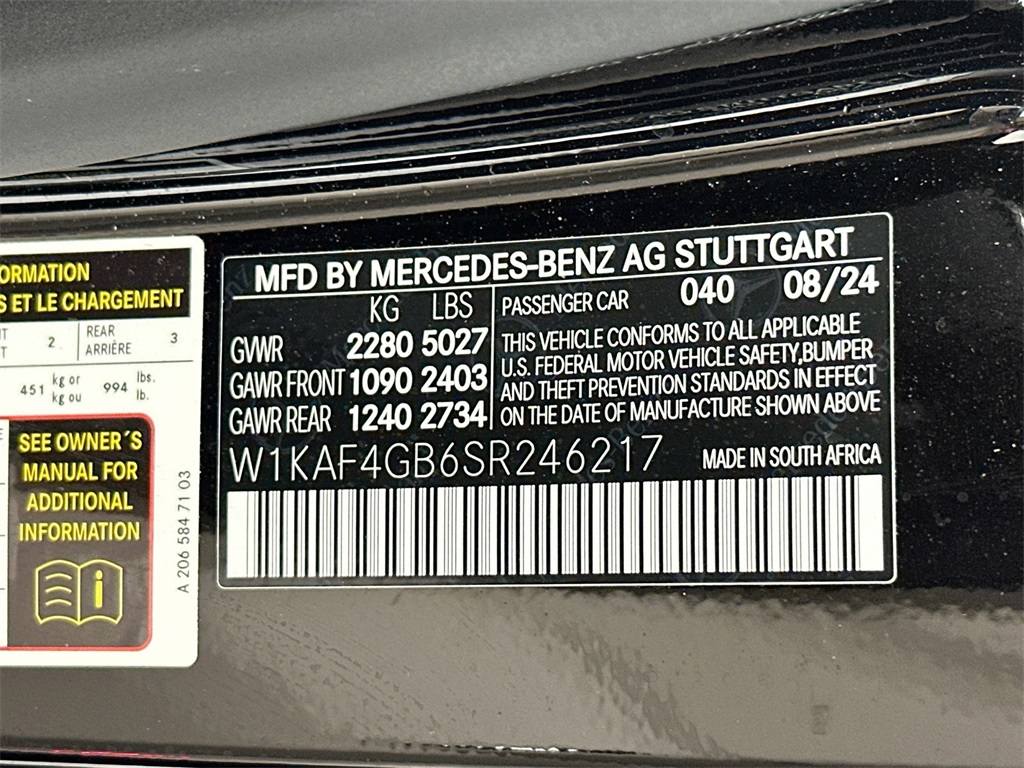 ORMATION
S ET LE CHARGEMENT
2
REAR
ARRIÈRE
3
451
kg or
kg ou
994
lbs.
lb.
SEE OWNER´S
MANUAL FOR
ADDITIONAL
INFORMATION
i
A 206 584 71 03
MFD BY MERCEDES-BENZ AG STUTTGART
KG LBS
GVWR 2280 5027
GAWR FRONT 1090 2403
GAWR REAR 1240 2734
PASSENGER CAR 040 08/24
THIS VEHICLE CONFORMS TO ALL APPLICABLE
U.S. FEDERAL MOTOR VEHICLE SAFETY,BUMPER
AND THEFT PREVENTION STANDARDS IN EFFECT
ON THE DATE OF MANUFACTURE SHOWN ABOVE
W1KAF4GB6SR246217 MADE IN SOUTH AFRICA